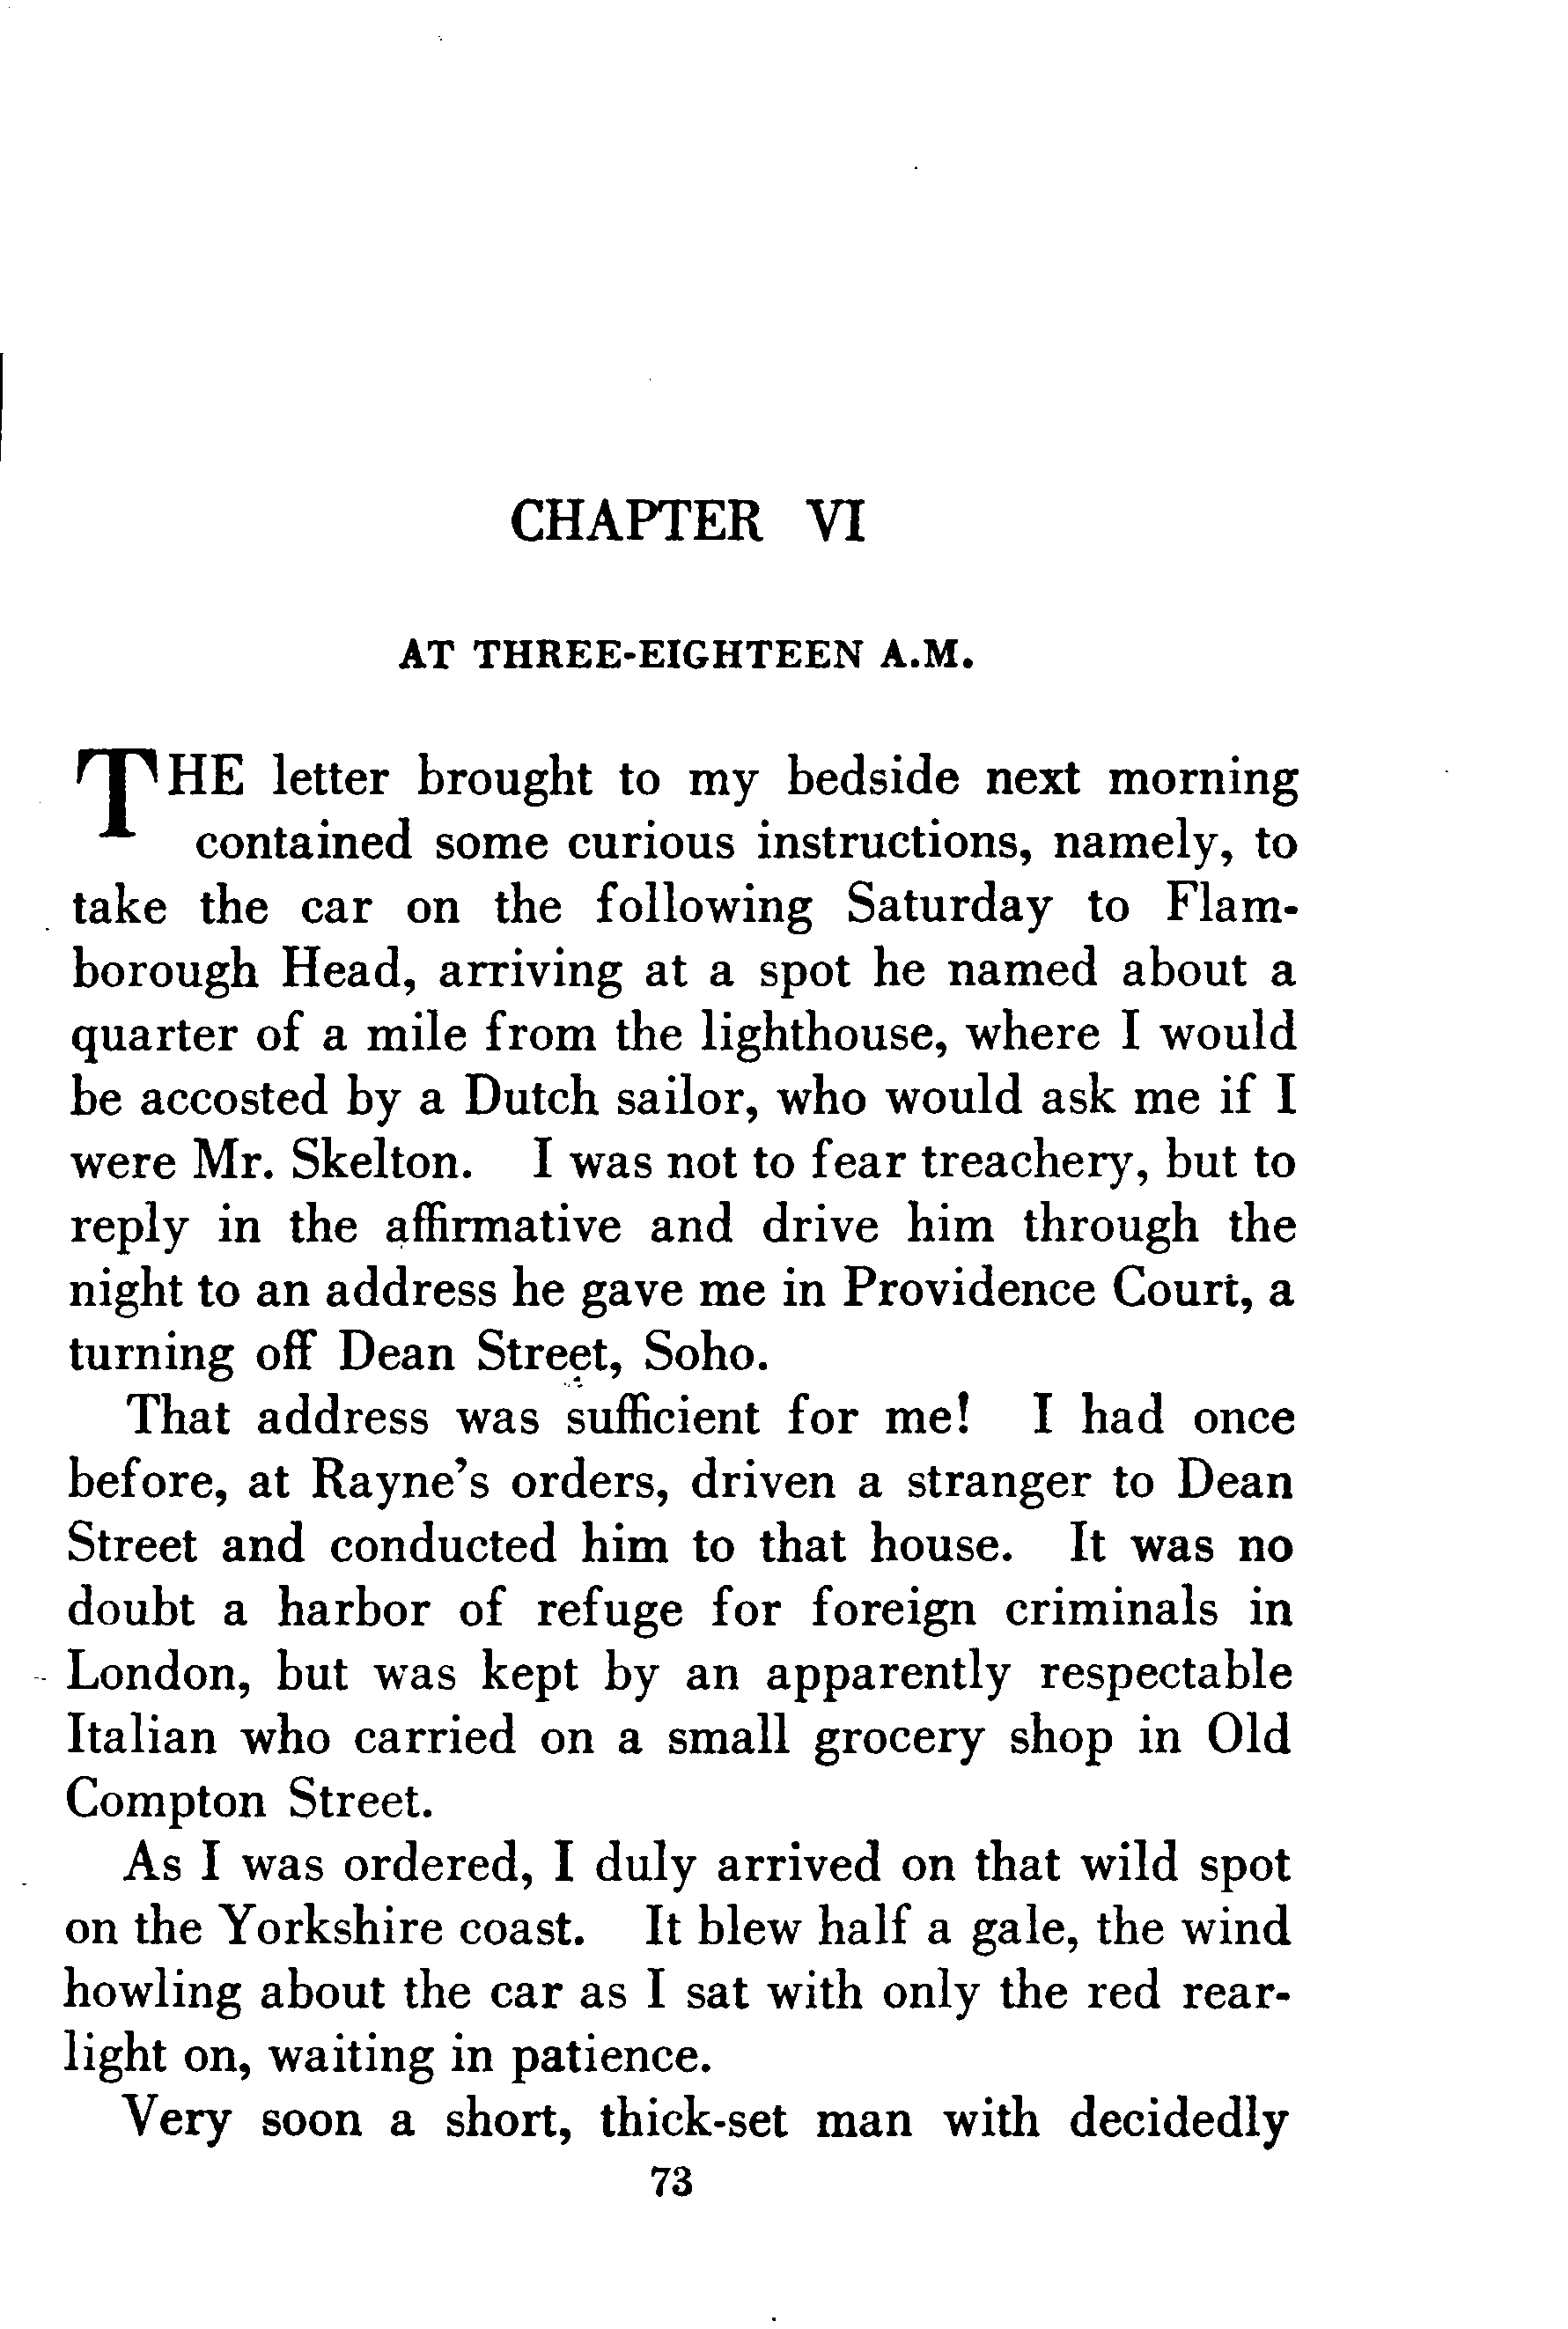 CHAPTER VI
AT THREE-EIGHTEEN A.M.
THE letter brought to my bedside next morning
contained some curious instructions, namely, to
take the car on the following Saturday to Flam-
borough Head, arriving at a spot he named about a
quarter of a mile from the lighthouse, where I would
be accosted by a Dutch sailor, who would ask me if I
were Mr. Skelton. I was not to fear treachery, but to
reply in the affirmative and drive him through the
night to an address he gave me in Providence Court, a
turning off Dean Street, Soho.
That address was sufficient for me! I had once
before, at Rayne's orders, driven a stranger to Dean
Street and conducted him to that house. It was no
doubt a harbor of refuge for foreign criminals in
London, but was kept by an apparently respectable
Italian who carried on a small grocery shop in Old
Compton Street.
As I was ordered, I duly arrived on that wild spot
on the Yorkshire coast. It blew half a gale, the wind
howling about the car as I sat with only the red rear-
light on, waiting in patience.
Very soon a short, thick-set man with decidedly
73